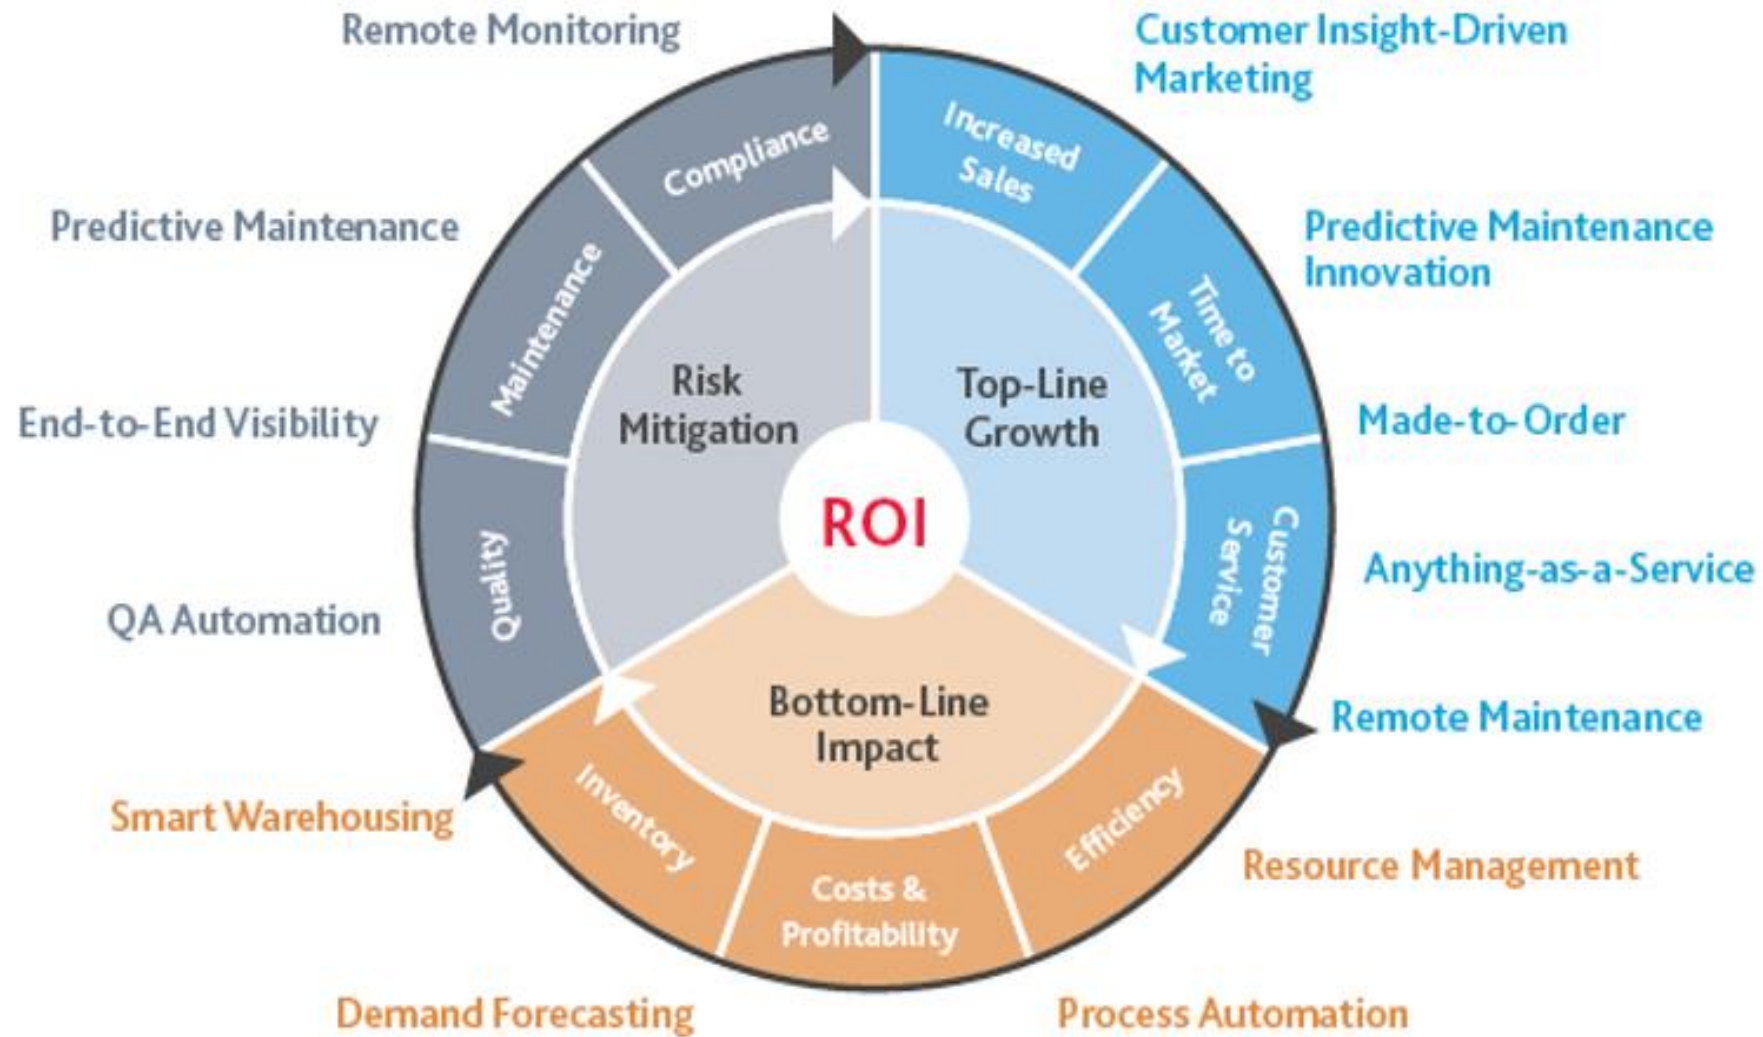 Remote Monitoring
Customer Insight-Driven
Marketing
Compliance
Increased
Sales
Predictive Maintenance
Predictive Maintenance
Innovation
Maintenance
Time to
Market
Risk
Mitigation
Top-Line
Growth
End-to-End Visibility
Made-to-Order
ROI
Quality
Customer
Service
Anything-as-a-Service
QA Automation
Bottom-Line
Impact
Remote Maintenance
Smart Warehousing
Inventory
Efficiency
Resource Management
Costs &
Profitability
Demand Forecasting
Process Automation